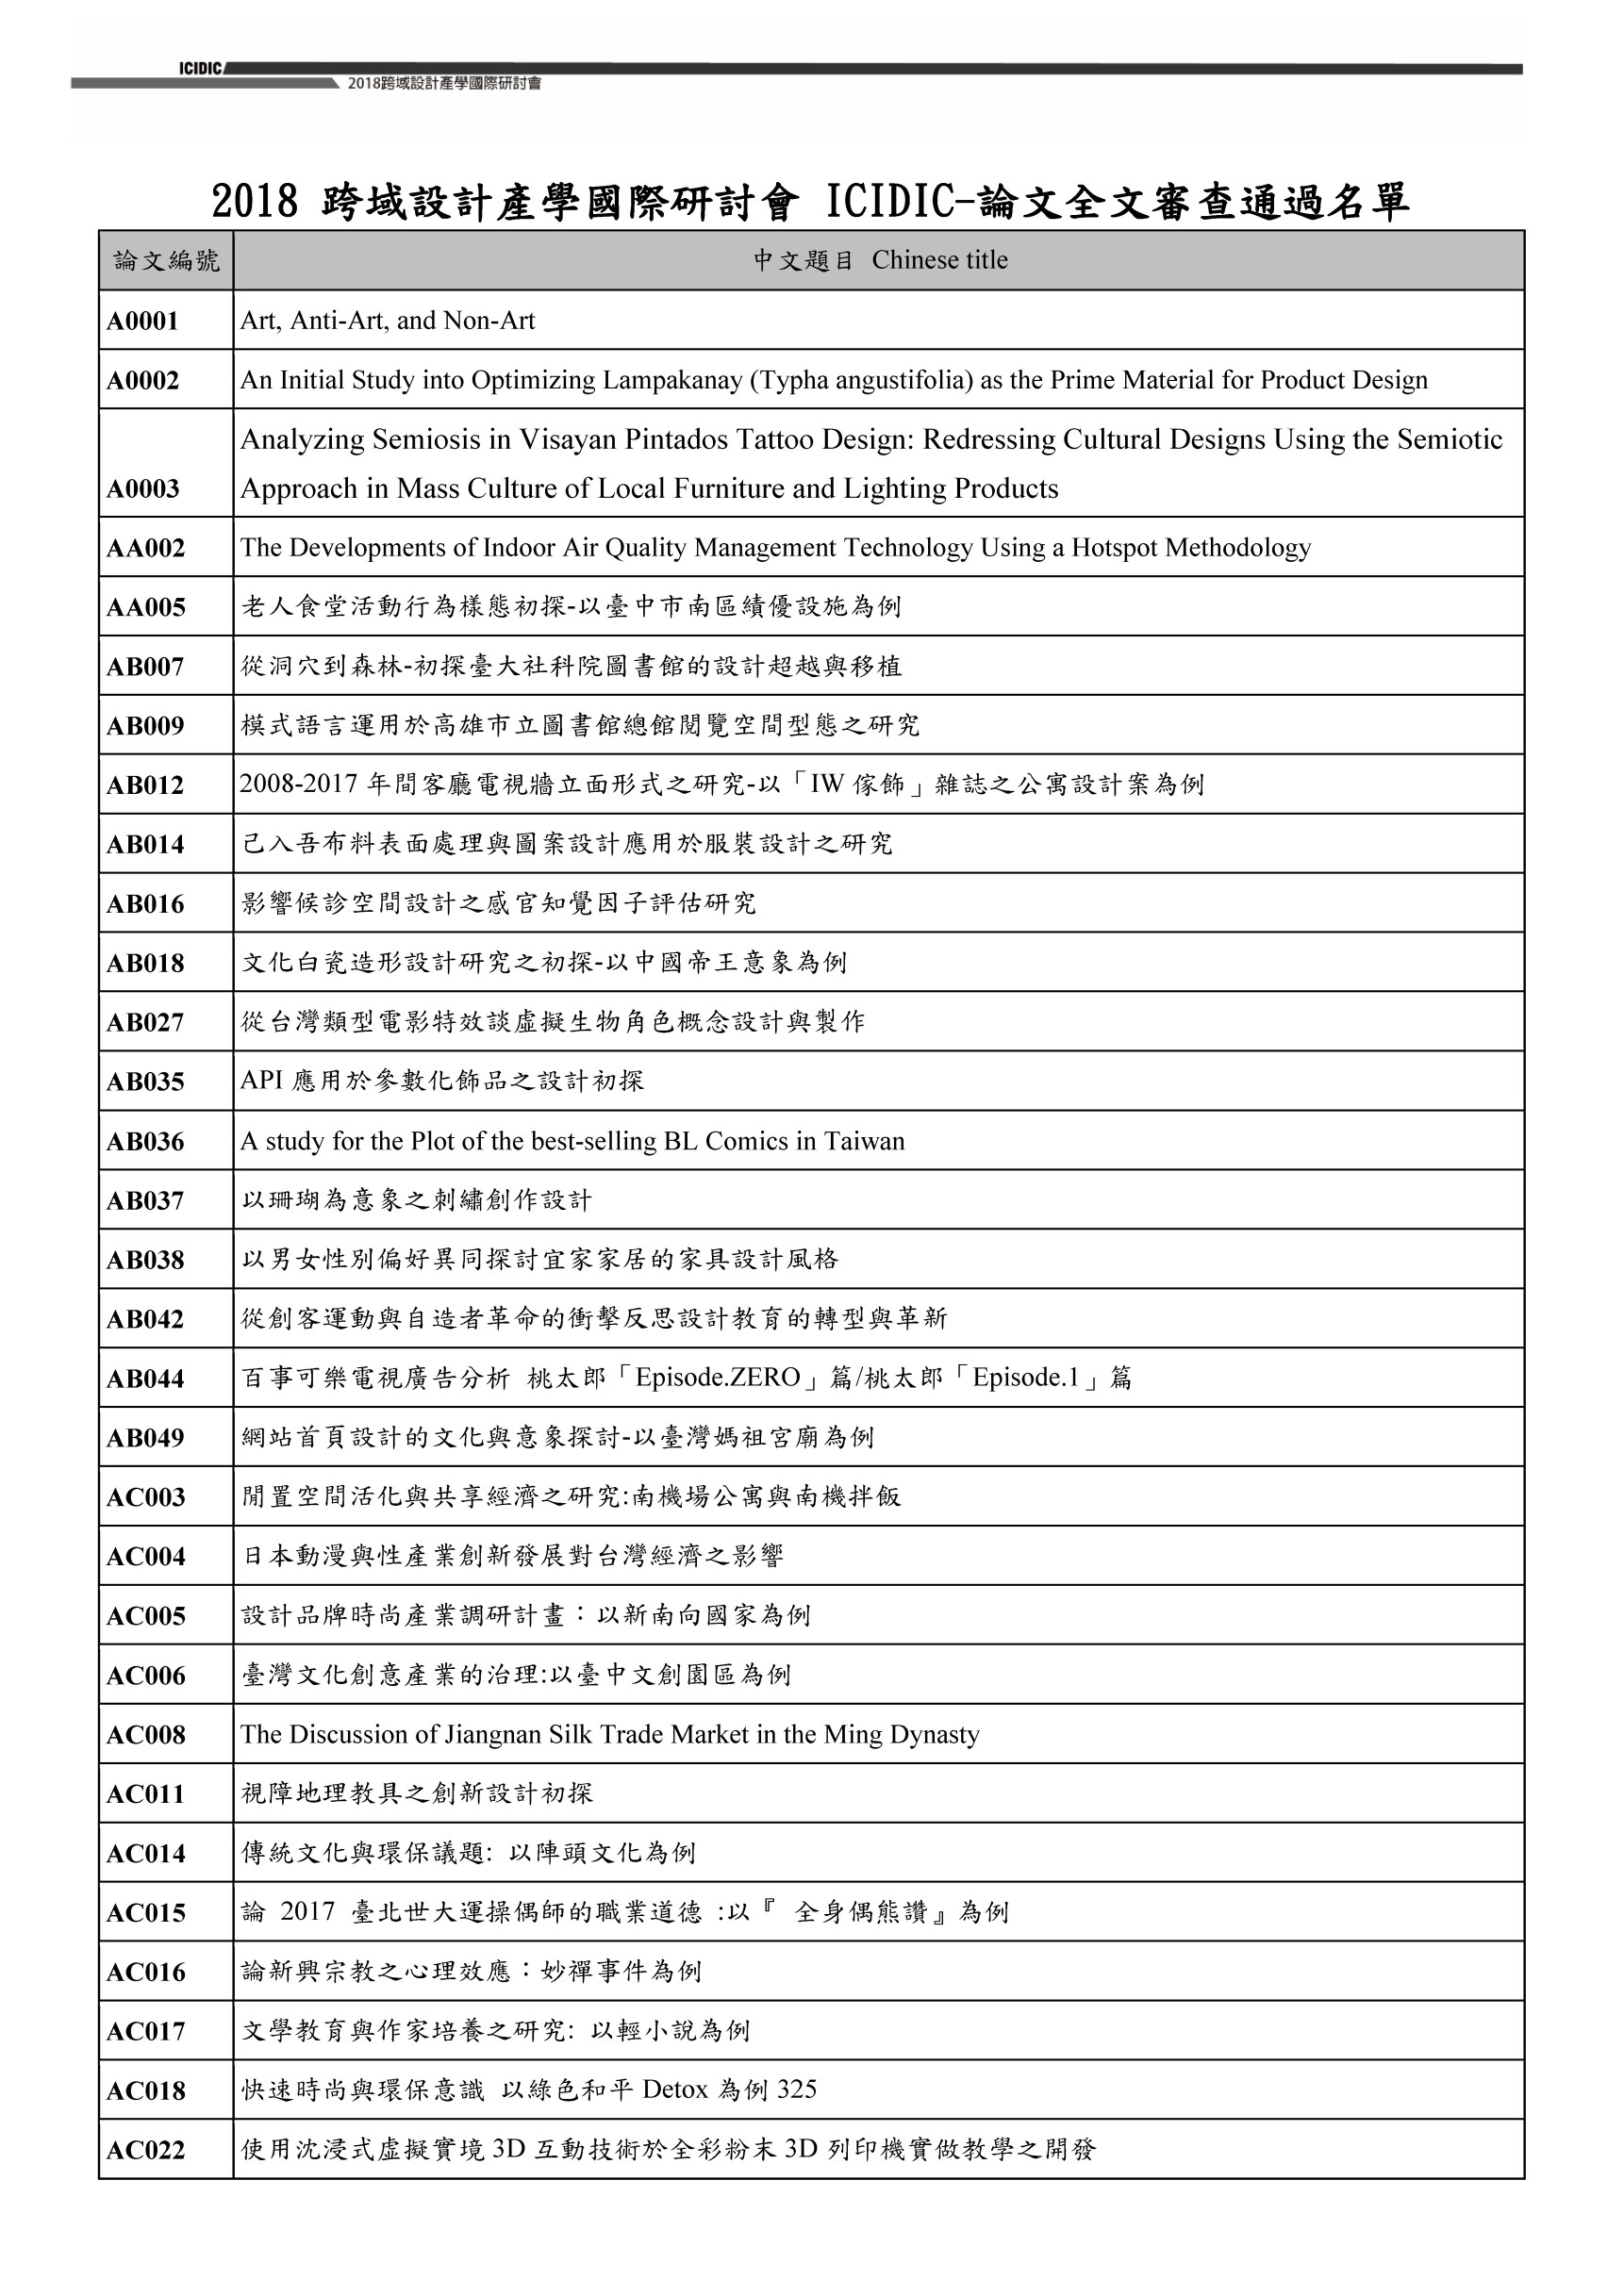 ICIDIC
2018跨域設計產學國際研討會
2018 跨域設計產學國際研討會 ICIDIC-論文全文審查通過名單
論文編號 中文題目 Chinese title
A0001 Art, Anti-Art, and Non-Art
A0002 An Initial Study into Optimizing Lampakanay (Typha angustifolia) as the Prime Material for Product Design
Analyzing Semiosis in Visayan Pintados Tattoo Design: Redressing Cultural Designs Using the Semiotic
A0003 Approach in Mass Culture of Local Furniture and Lighting Products
AA002 The Developments of Indoor Air Quality Management Technology Using a Hotspot Methodology
AA005 老人食堂活動行為樣態初探-以臺中市南區績優設施為例
AB007 從洞穴到森林-初探臺大社科院圖書館的設計超越與移植
AB009 模式語言運用於高雄市立圖書館總館閱覽空間型態之研究
AB012 2008-2017 年間客廳電視牆立面形式之研究-以「IW 傢飾」雜誌之公寓設計案為例
AB014 己入吾布料表面處理與圖案設計應用於服裝設計之研究
AB016 影響候診空間設計之感官知覺因子評估研究
AB018 文化白瓷造形設計研究之初探-以中國帝王意象為例
AB027 從台灣類型電影特效談虛擬生物角色概念設計與製作
AB035 API 應用於參數化飾品之設計初探
AB036 A study for the Plot of the best-selling BL Comics in Taiwan
AB037 以珊瑚為意象之刺繡創作設計
AB038 以男女性別偏好異同探討宜家家居的家具設計風格
AB042 從創客運動與自造者革命的衝擊反思設計教育的轉型與革新
AB044 百事可樂電視廣告分析 桃太郎「Episode.ZERO」篇/桃太郎「Episode.1」篇
AB049 網站首頁設計的文化與意象探討-以臺灣媽祖宮廟為例
AC003 閒置空間活化與共享經濟之研究:南機場公寓與南機拌飯
AC004 日本動漫與性產業創新發展對台灣經濟之影響
AC005 設計品牌時尚產業調研計畫：以新南向國家為例
AC006 臺灣文化創意產業的治理:以臺中文創園區為例
AC008 The Discussion of Jiangnan Silk Trade Market in the Ming Dynasty
AC011 視障地理教具之創新設計初探
AC014 傳統文化與環保議題: 以陣頭文化為例
AC015 論 2017 臺北世大運操偶師的職業道德 :以『 全身偶熊讚』為例
AC016 論新興宗教之心理效應：妙禪事件為例
AC017 文學教育與作家培養之研究: 以輕小說為例
AC018 快速時尚與環保意識 以綠色和平 Detox 為例 325
AC022 使用沈浸式虛擬實境 3D 互動技術於全彩粉末 3D 列印機實做教學之開發